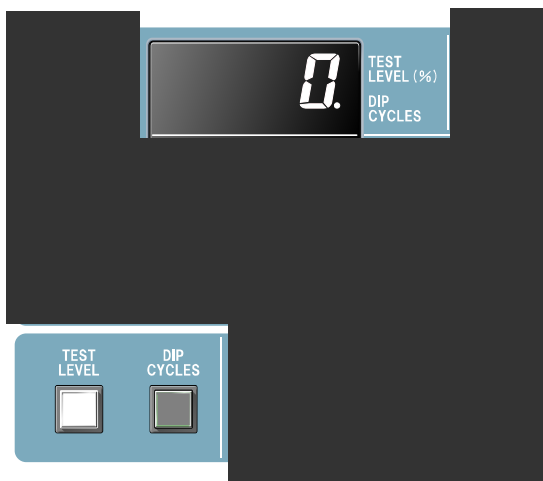 0.
TEST
LEVEL (%)
DIP
CYCLES
TEST
LEVEL
DIP
CYCLES